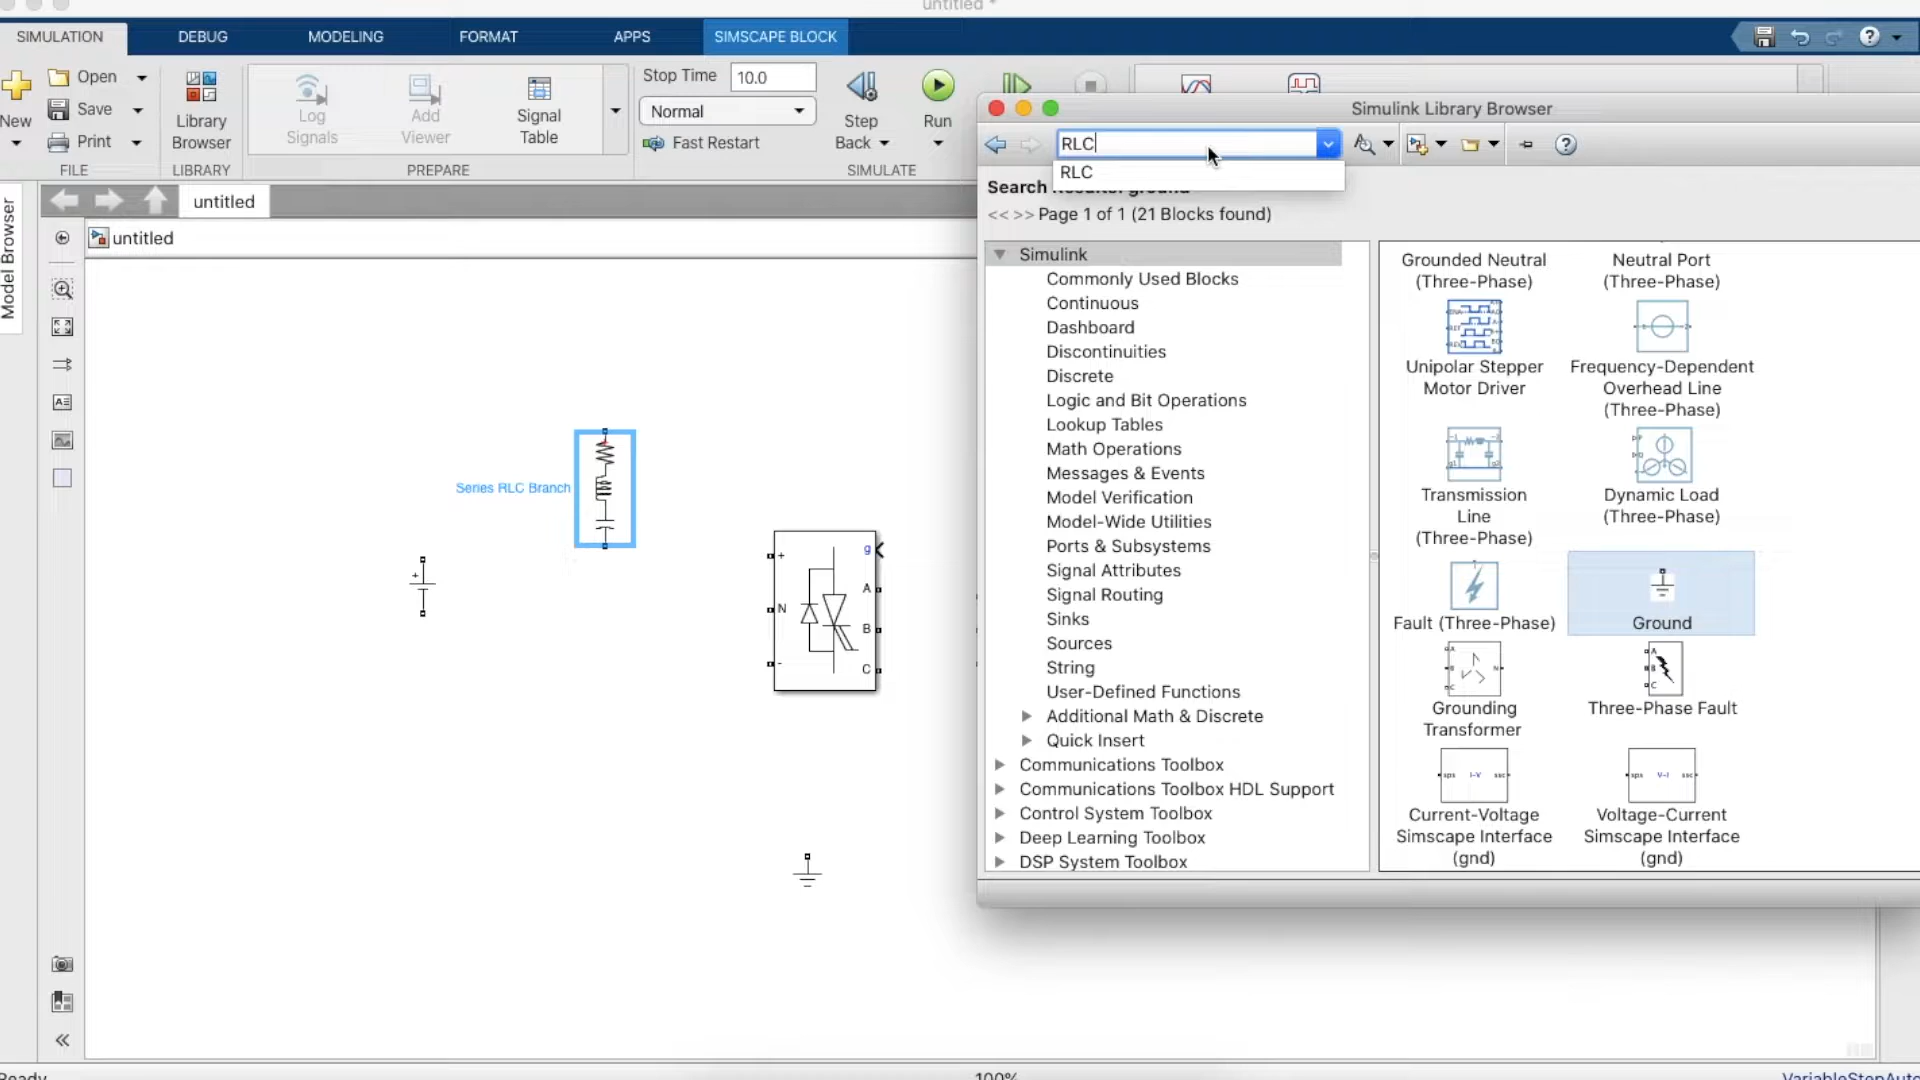 untitled *
SIMULATION
DEBUG
MODELING
FORMAT
APPS
SIMSCAPE BLOCK
New
Open
Save
Print
FILE
Library
Browser
LIBRARY
Log
Signals
Add
Viewer
Signal
Table
PREPARE
Stop Time 10.0
Normal
Fast Restart
Step
Back
Run
SIMULATE
Model Browser
untitled
untitled
Series RLC Branch
+
+
N
-
g
A
B
C
Simulink Library Browser
RLC
RLC
Page 1 of 1 (21 Blocks found)
Simulink
Commonly Used Blocks
Continuous
Dashboard
Discontinuities
Discrete
Logic and Bit Operations
Lookup Tables
Math Operations
Messages & Events
Model Verification
Model-Wide Utilities
Ports & Subsystems
Signal Attributes
Signal Routing
Sinks
Sources
String
User-Defined Functions
Additional Math & Discrete
Quick Insert
Communications Toolbox
Communications Toolbox HDL Support
Control System Toolbox
Deep Learning Toolbox
DSP System Toolbox
Grounded Neutral
(Three-Phase)
Neutral Port
(Three-Phase)
Unipolar Stepper
Motor Driver
Frequency-Dependent
Overhead Line
(Three-Phase)
Transmission
Line
(Three-Phase)
Dynamic Load
(Three-Phase)
Fault (Three-Phase)
Ground
Grounding
Transformer
Three-Phase Fault
Current-Voltage
Simscape Interface
(gnd)
Voltage-Current
Simscape Interface
(gnd)
100%